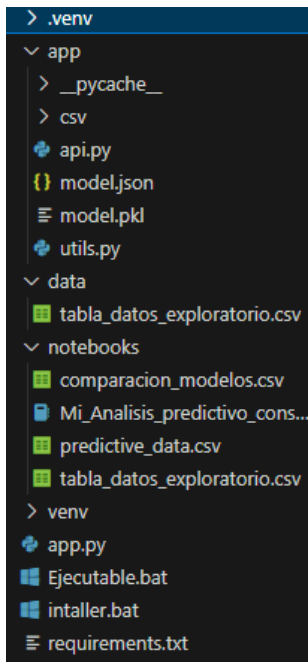 .venv
app
__pycache__
csv
api.py
model.json
model.pkl
utils.py
data
tabla_datos_exploratorio.csv
notebooks
comparacion_modelos.csv
Mi_Analisis_predictivo_cons...
predictive_data.csv
tabla_datos_exploratorio.csv
venv
app.py
Ejecutable.bat
intaller.bat
requirements.txt